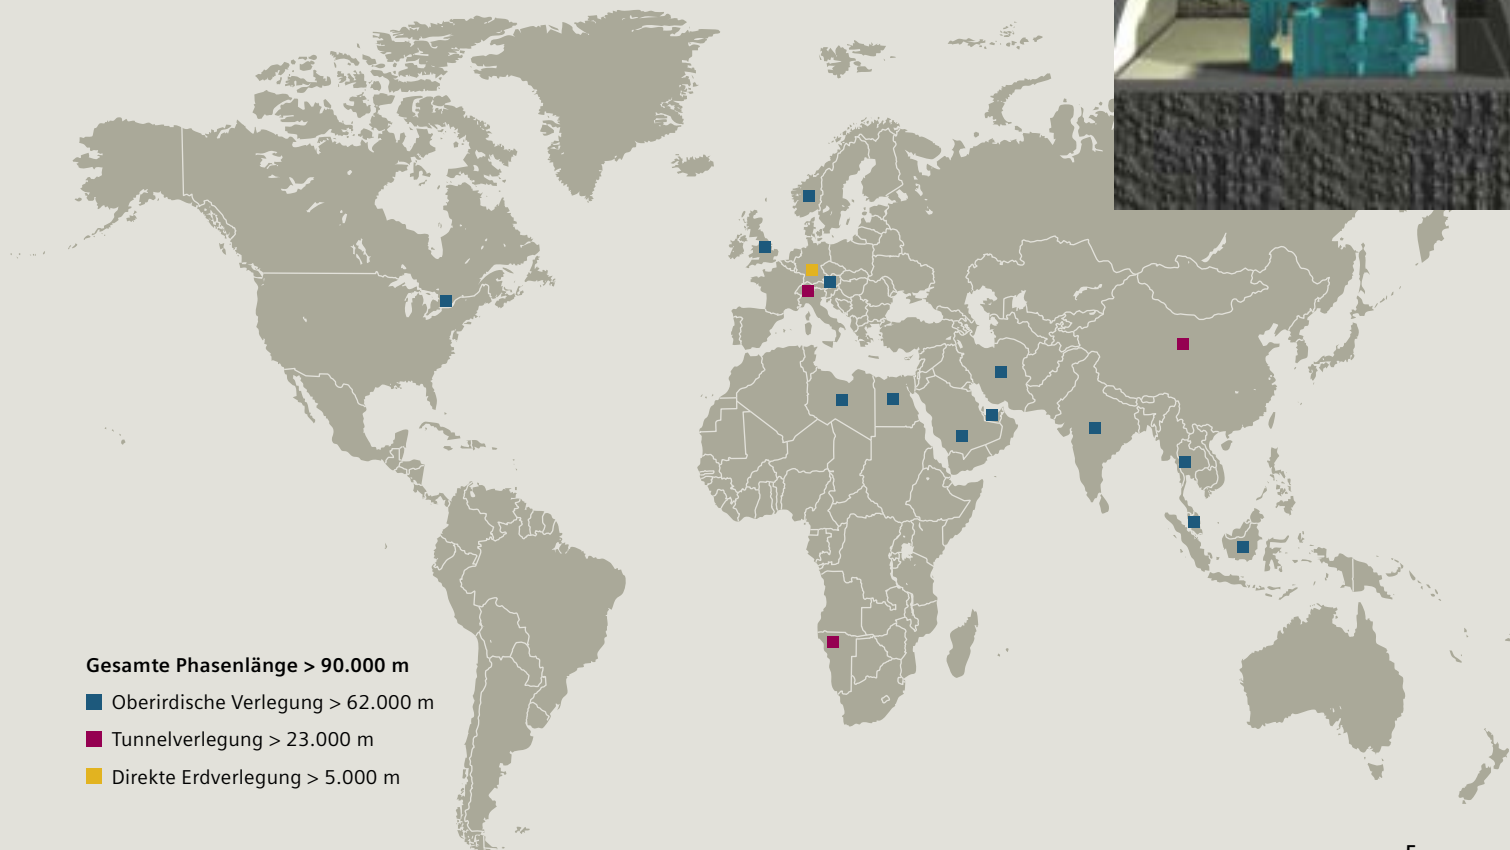 Gesamte Phasenlänge > 90.000 m
Oberirdische Verlegung > 62.000 m
Tunnelverlegung > 23.000 m
Direkte Erdverlegung > 5.000 m